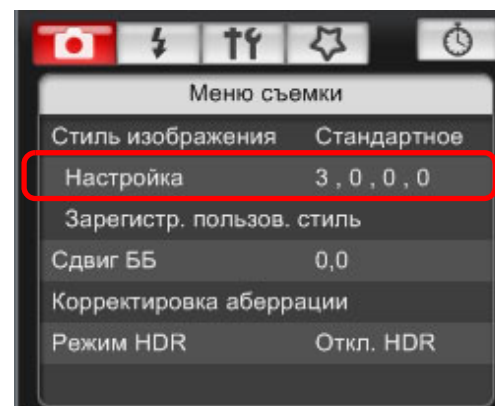 Меню съемки
Стиль изображения Стандартное
Настройка 3 , 0 , 0 , 0
Зарегистр. пользов. стиль
Сдвиг ББ 0,0
Корректировка аберрации
Режим HDR Откл. HDR